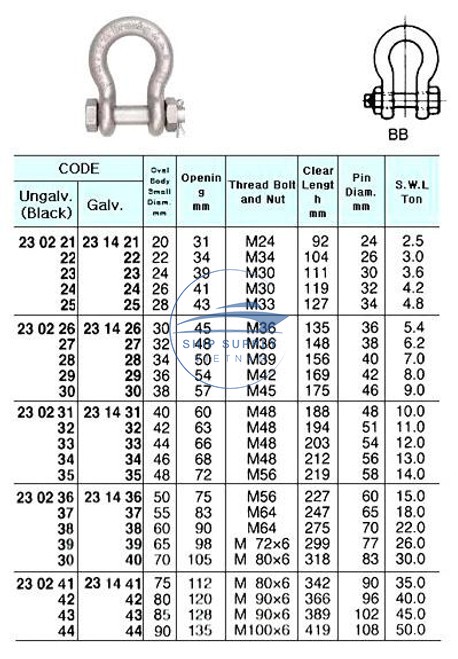 BB
CODE
Ungalv. (Black) Galv. Oval Body Small Diam. mm Openin g mm Thread Bolt and Nut Clear Lengt h mm Pin Diam. mm S.W.L Ton
23 02 21 23 14 21 20 31 M24 92 24 2.5
22 22 22 34 M34 104 26 3.0
23 23 24 39 M30 111 30 3.6
24 24 26 41 M30 119 32 4.2
25 25 28 43 M33 127 34 4.8
23 02 26 23 14 26 30 45 M36 135 36 5.4
27 27 32 48 M36 148 38 6.2
28 28 34 50 M39 156 40 7.0
29 29 36 54 M42 169 42 8.0
30 30 38 57 M45 175 46 9.0
23 02 31 23 14 31 40 60 M48 188 48 10.0
32 32 42 63 M48 194 51 11.0
33 33 44 66 M48 203 54 12.0
34 34 46 68 M48 212 56 13.0
35 35 48 72 M56 219 58 14.0
23 02 36 23 14 36 50 75 M56 227 60 15.0
37 37 55 83 M64 247 65 18.0
38 38 60 90 M64 275 70 22.0
39 39 65 98 M 72×6 299 77 26.0
30 40 70 105 M 80×6 318 83 30.0
23 02 41 23 14 41 75 112 M 80×6 342 90 35.0
42 42 80 120 M 90×6 366 96 40.0
43 43 85 128 M 90×6 389 102 45.0
44 44 90 135 M100×6 419 108 50.0
SHIP SUPPLY